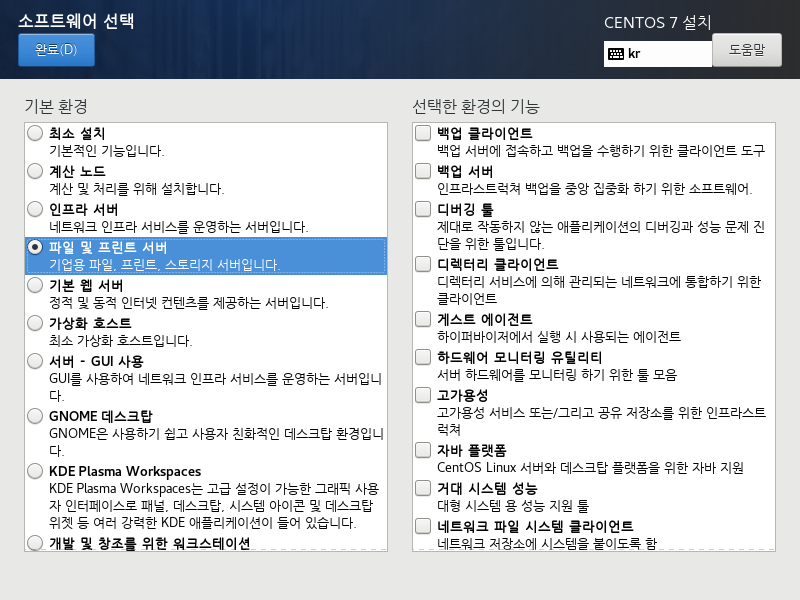 소프트웨어 선택
완료(D)
CENTOS 7 설치
kr
도움말
기본 환경
최소 설치
기본적인 기능입니다.
계산 노드
계산 및 처리를 위해 설치합니다.
인프라 서버
네트워크 인프라 서비스를 운영하는 서버입니다.
파일 및 프린트 서버
기업용 파일, 프린트, 스토리지 서버입니다.
기본 웹 서버
정적 및 동적 인터넷 컨텐츠를 제공하는 서버입니다.
가상화 호스트
최소 가상화 호스트입니다.
서버 - GUI 사용
GUI를 사용하여 네트워크 인프라 서비스를 운영하는 서버입니
다.
GNOME 데스크탑
GNOME은 사용하기 쉽고 사용자 친화적인 데스크탑 환경입니
다.
KDE Plasma Workspaces
KDE Plasma Workspaces는 고급 설정이 가능한 그래픽 사용
자 인터페이스로 패널, 데스크탑, 시스템 아이콘 및 데스크탑
위젯 등 여러 강력한 KDE 애플리케이션이 들어 있습니다.
개발 및 창조를 위한 워크스테이션
선택한 환경의 기능
백업 클라이언트
백업 서버에 접속하고 백업을 수행하기 위한 클라이언트 도구
백업 서버
인프라스트럭쳐 백업을 중앙 집중화 하기 위한 소프트웨어.
디버깅 툴
제대로 작동하지 않는 애플리케이션의 디버깅과 성능 문제 진
단을 위한 툴입니다.
디렉터리 클라이언트
디렉터리 서비스에 의해 관리되는 네트워크에 통합하기 위한
클라이언트
게스트 에이전트
하이퍼바이저에서 실행 시 사용되는 에이전트
하드웨어 모니터링 유틸리티
서버 하드웨어를 모니터링 하기 위한 툴 모음
고가용성
고가용성 서비스 또는/그리고 공유 저장소를 위한 인프라스트
럭쳐
자바 플랫폼
CentOS Linux 서버와 데스크탑 플랫폼을 위한 자바 지원
거대 시스템 성능
대형 시스템 용 성능 지원 툴
네트워크 파일 시스템 클라이언트
네트워크 저장소에 시스템을 붙이도록 함